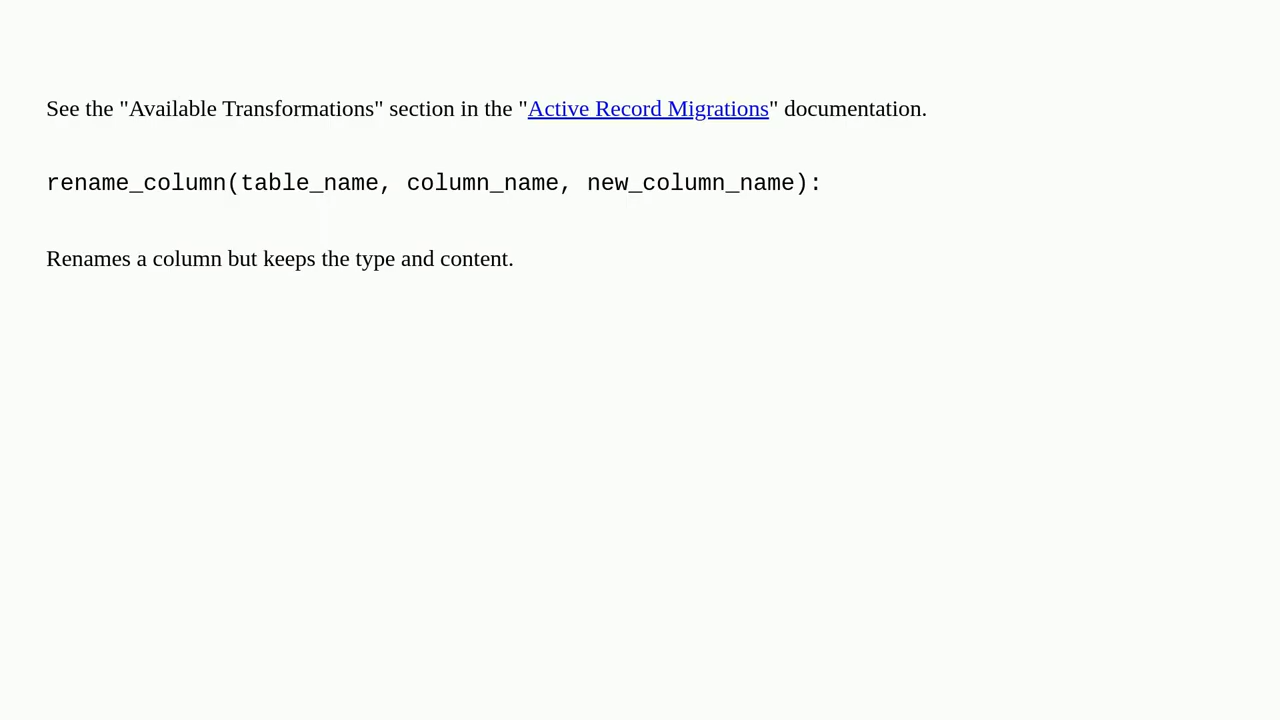 See the "Available Transformations" section in the "Active Record Migrations" documentation.
rename_column(table_name, column_name, new_column_name):
Renames a column but keeps the type and content.